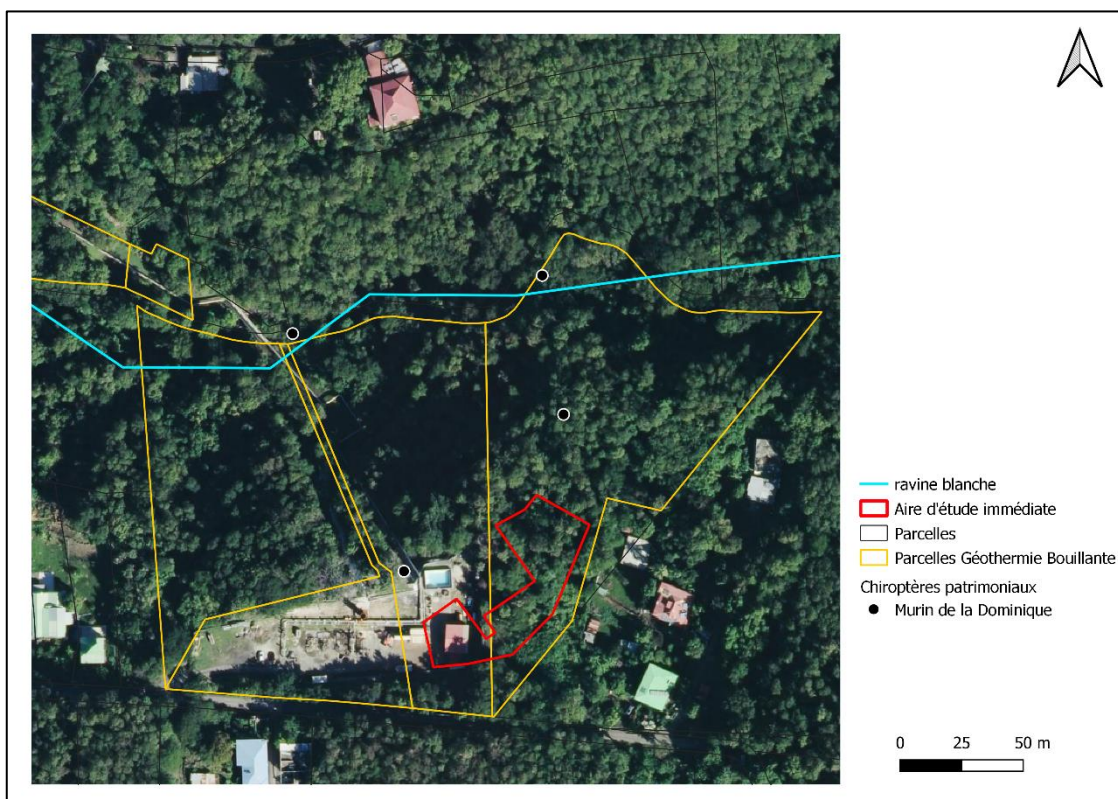 ravine blanche
Aire d'étude immédiate
Parcelles
Parcelles Géothermie Bouillante
Chiroptères patrimoniaux
Murin de la Dominique
0 25 50 m